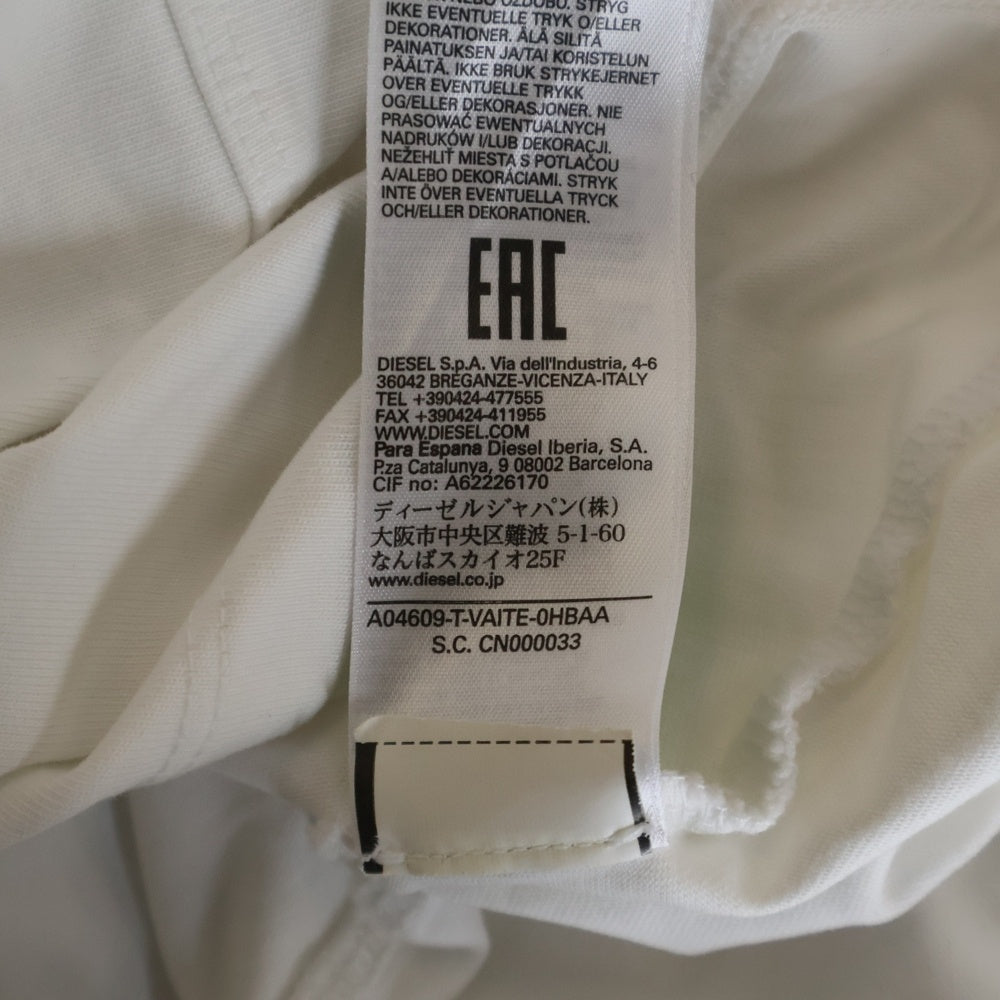 NEBO OZDOBU. STRYG
IKKE EVENTUELLE TRYK O/ELLER
DEKORATIONER. ÄLÄ SILITÄ
PAINATUKSEN JA/TAI KORISTELUN
PÄÄLTÄ. IKKE BRUK STRYKEJERNET
OVER EVENTUELLE TRYKK
OG/ELLER DEKORASJONER. NIE
PRASOWAĆ EWENTUALNYCH
NADRUKÓW I/LUB DEKORACJI.
NEŽEHLIŤ MIESTA S POTLAČOU
A/ALEBO DEKORÁCIAMI. STRYK
INTE ÖVER EVENTUELLA TRYCK
OCH/ELLER DEKORATIONER.
EAC
DIESEL S.p.A. Via dell'Industria, 4-6
36042 BREGANZE-VICENZA-ITALY
TEL +390424-477555
FAX +390424-411955
WWW.DIESEL.COM
Para Espana Diesel Iberia, S.A.
P.za Catalunya, 9 08002 Barcelona
CIF no: A62226170
ディーゼルジャパン(株)
大阪市中央区難波 5-1-60
なんばスカイオ25F
www.diesel.co.jp
A04609-T-VAITE-0HBAA
S.C. CN000033